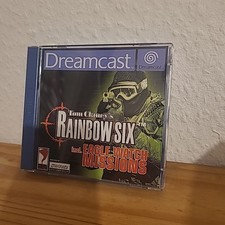 Dreamcast
Dreamcast
Tom Clancy's
RAINBOW SIX
incl. EAGLE WATCH
MISSIONS